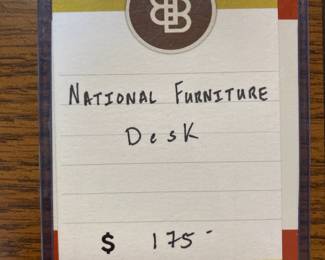 NATIONAL FURNITURE
DesK
$ 175-